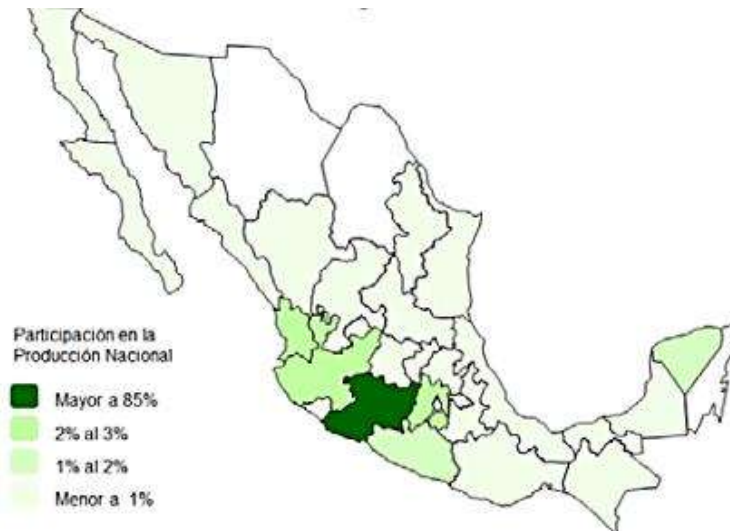 Participación en la
Producción Nacional
Mayor a 85%
2% al 3%
1% al 2%
Menor a 1%